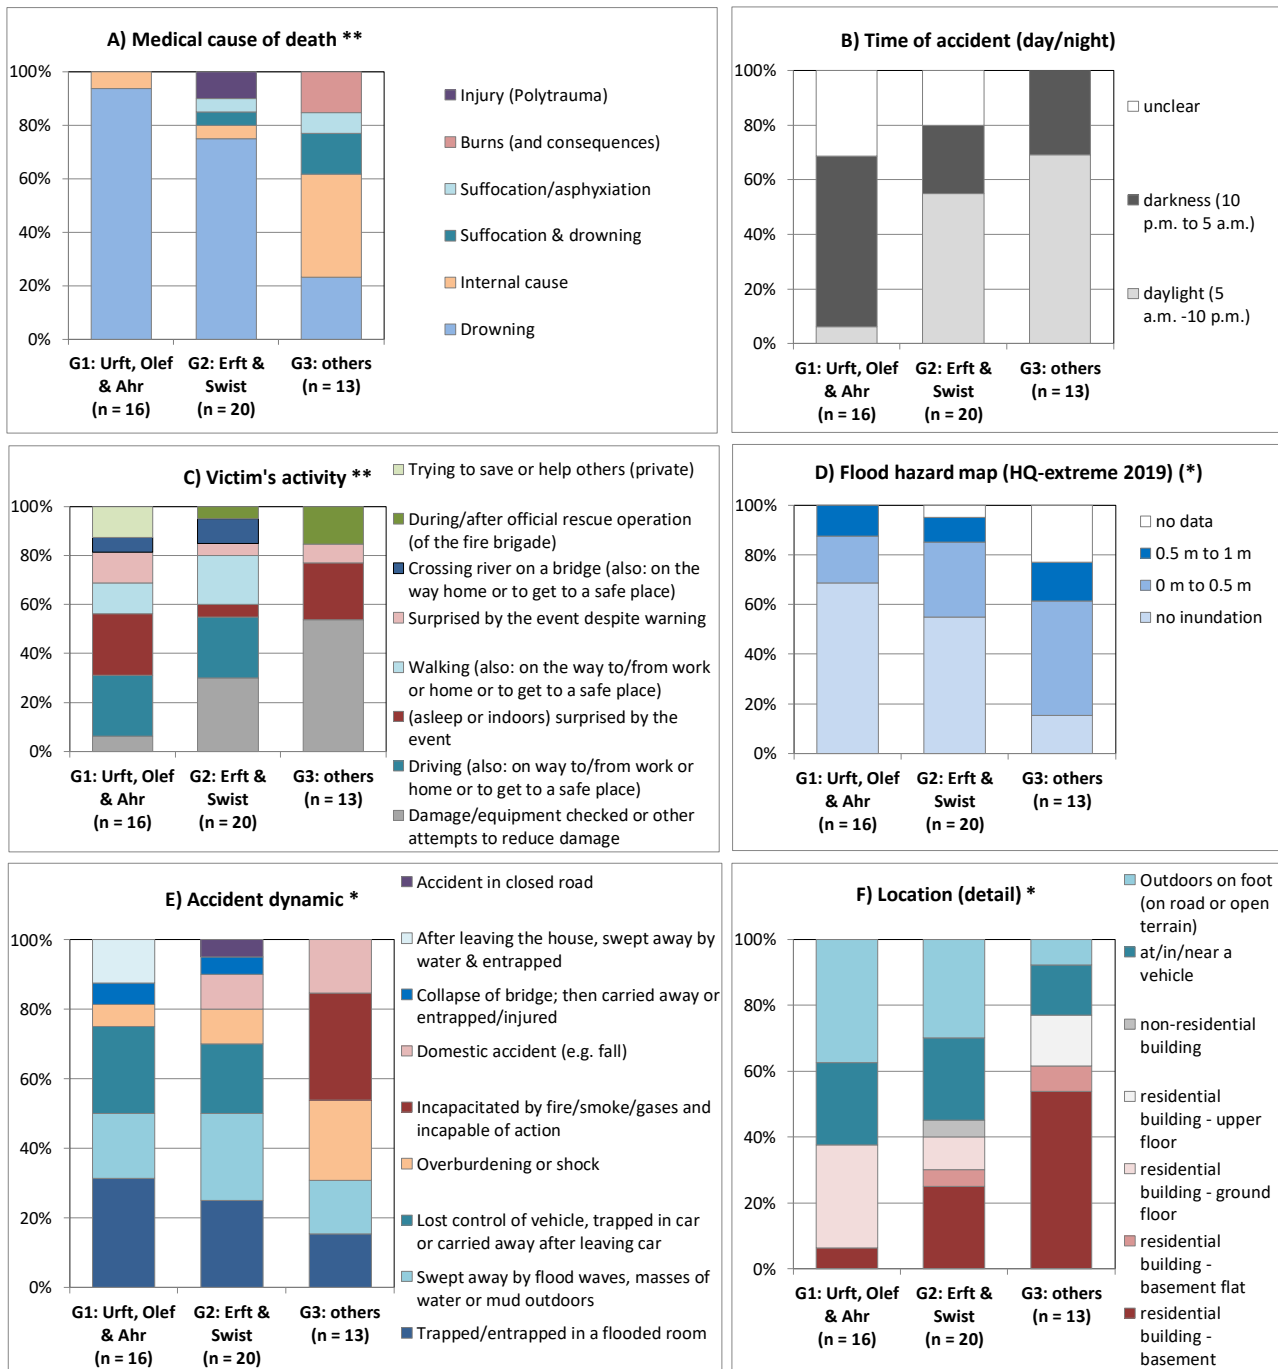 A) Medical cause of death **
100%
80%
60%
40%
20%
0%
G1: Urft, Olef
& Ahr
(n = 16)
G2: Erft &
Swist
(n = 20)
G3: others
(n = 13)
Injury (Polytrauma)
Burns (and consequences)
Suffocation/asphyxiation
Suffocation & drowning
Internal cause
Drowning
B) Time of accident (day/night)
100%
80%
60%
40%
20%
0%
G1: Urft, Olef
& Ahr
(n = 16)
G2: Erft &
Swist
(n = 20)
G3: others
(n = 13)
unclear
darkness (10
p.m. to 5 a.m.)
daylight (5
a.m. -10 p.m.)
C) Victim's activity **
100%
80%
60%
40%
20%
0%
G1: Urft, Olef
& Ahr
(n = 16)
G2: Erft &
Swist
(n = 20)
G3: others
(n = 13)
Trying to save or help others (private)
During/after official rescue operation
(of the fire brigade)
Crossing river on a bridge (also: on the
way home or to get to a safe place)
Surprised by the event despite warning
Walking (also: on the way to/from work
or home or to get to a safe place)
(asleep or indoors) surprised by the
event
Driving (also: on way to/from work or
home or to get to a safe place)
Damage/equipment checked or other
attempts to reduce damage
D) Flood hazard map (HQ-extreme 2019) (*)
100%
80%
60%
40%
20%
0%
G1: Urft, Olef
& Ahr
(n = 16)
G2: Erft &
Swist
(n = 20)
G3: others
(n = 13)
no data
0.5 m to 1 m
0 m to 0.5 m
no inundation
E) Accident dynamic *
100%
80%
60%
40%
20%
0%
G1: Urft, Olef
& Ahr
(n = 16)
G2: Erft &
Swist
(n = 20)
G3: others
(n = 13)
Accident in closed road
After leaving the house, swept away by
water & entrapped
Collapse of bridge; then carried away or
entrapped/injured
Domestic accident (e.g. fall)
Incapacitated by fire/smoke/gases and
incapable of action
Overburdening or shock
Lost control of vehicle, trapped in car
or carried away after leaving car
Swept away by flood waves, masses of
water or mud outdoors
Trapped/entrapped in a flooded room
F) Location (detail) *
100%
80%
60%
40%
20%
0%
G1: Urft, Olef
& Ahr
(n = 16)
G2: Erft &
Swist
(n = 20)
G3: others
(n = 13)
Outdoors on foot
(on road or open
terrain)
at/in/near a
vehicle
non-residential
building
residential
building - upper
floor
residential
building - ground
floor
residential
building -
basement flat
residential
building -
basement